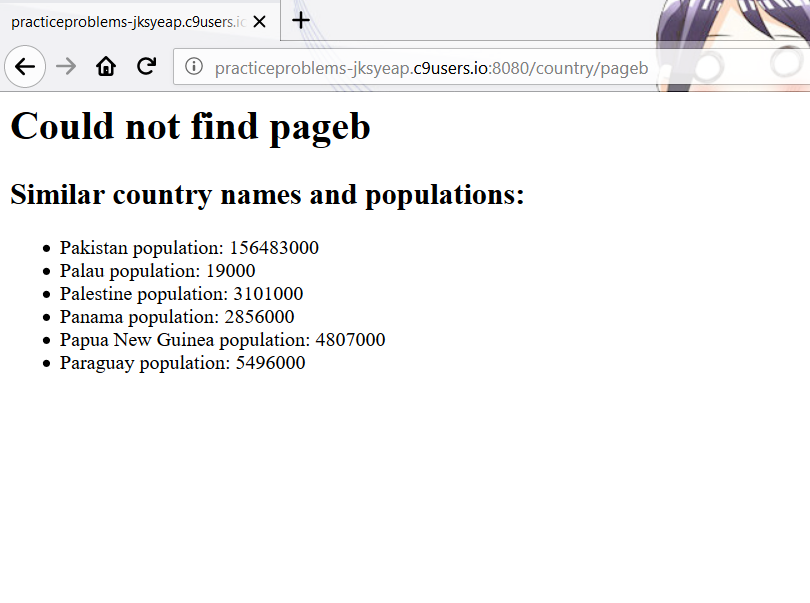 practiceproblems-jksyeap.c9users.io
practiceproblems-jksyeap.c9users.io:8080/country/pageb
Could not find pageb
Similar country names and populations:
Pakistan population: 156483000
Palau population: 19000
Palestine population: 3101000
Panama population: 2856000
Papua New Guinea population: 4807000
Paraguay population: 5496000